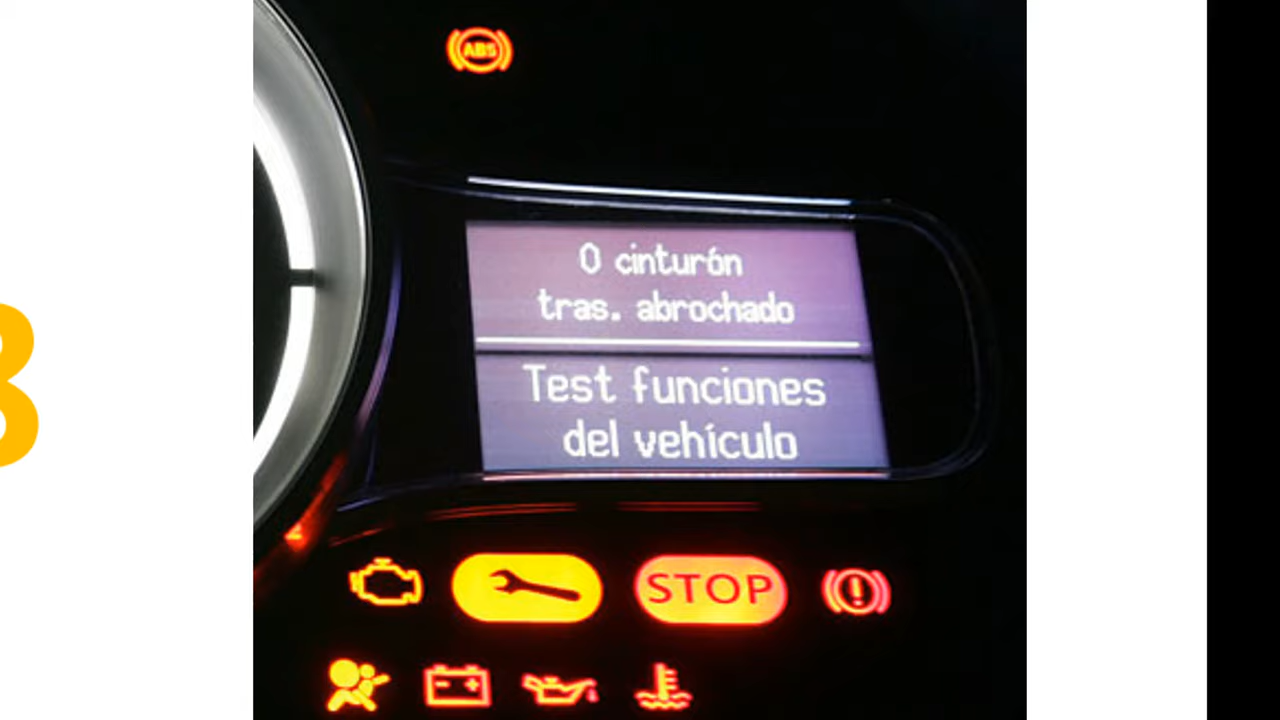 ABS
0 cinturón
tras. abrochado
Test funciones
del vehículo
STOP